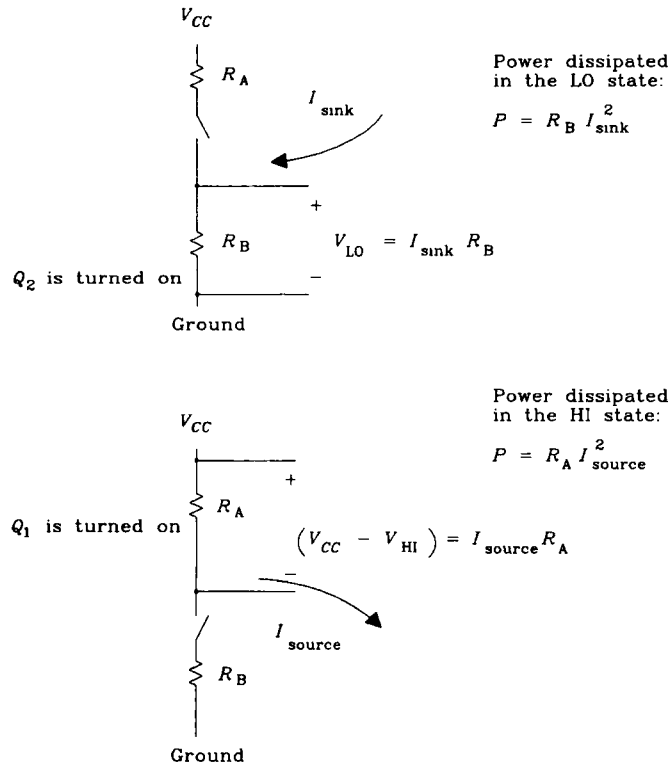 V_CC
R_A
Power dissipated
in the LO state:
I_sink
P = R_B I_sink^2
+
R_B
V_LO = I_sink R_B
−
Q_2 is turned on
Ground
Power dissipated
in the HI state:
V_CC
P = R_A I_source^2
+
R_A
Q_1 is turned on
(V_CC − V_HI) = I_source R_A
−
I_source
R_B
Ground